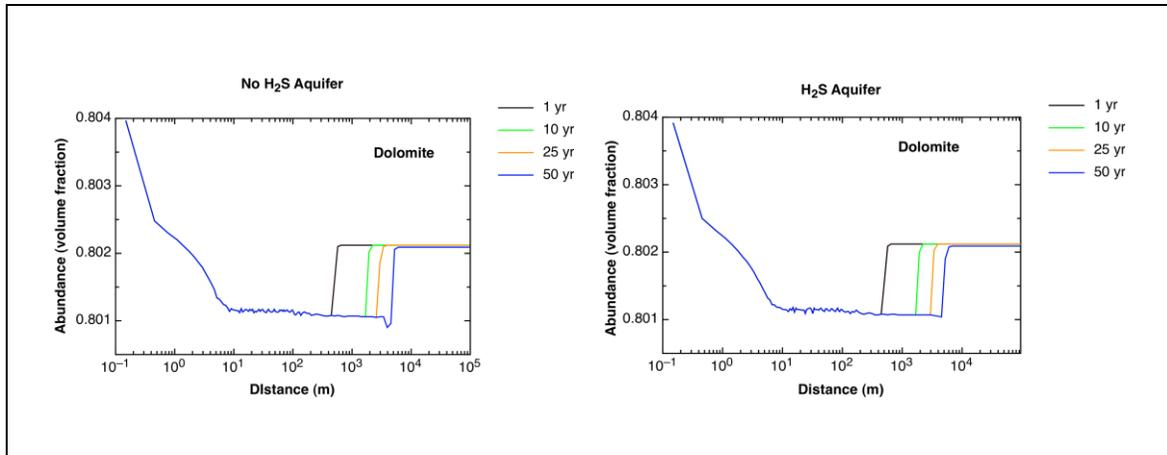 No H₂S Aquifer
1 yr
10 yr
25 yr
50 yr
Dolomite
Abundance (volume fraction)
0.804
0.803
0.802
0.801
10⁻¹ 10⁰ 10¹ 10² 10³ 10⁴ 10⁵
DIstance (m)
H₂S Aquifer
1 yr
10 yr
25 yr
50 yr
Dolomite
Abundance (volume fraction)
0.804
0.803
0.802
0.801
10⁻¹ 10⁰ 10¹ 10² 10³ 10⁴
Distance (m)